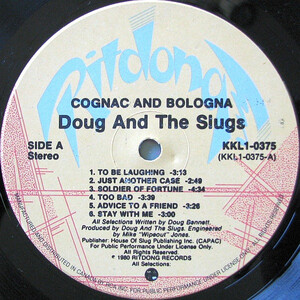 Ritdong
COGNAC AND BOLOGNA
Doug And The Slugs
SIDE A
Stereo
KKL1-0375
(KKL1-0375-A)
1. TO BE LAUGHING -3:13
2. JUST ANOTHER CASE -2:49
3. SOLDIER OF FORTUNE -4:34
4. TOO BAD -3:39
5. ADVICE TO A FRIEND -3:26
6. STAY WITH ME -3:00
All Selections Written by Doug Bennett.
Produced by Doug And The Slugs. Engineered
by Mike "Wipeout" Jones.
Publisher: House Of Slug Publishing Inc. (CAPAC)
For Public Performance Under License Only.
All Selections:
℗ 1980 RITDONG RECORDS